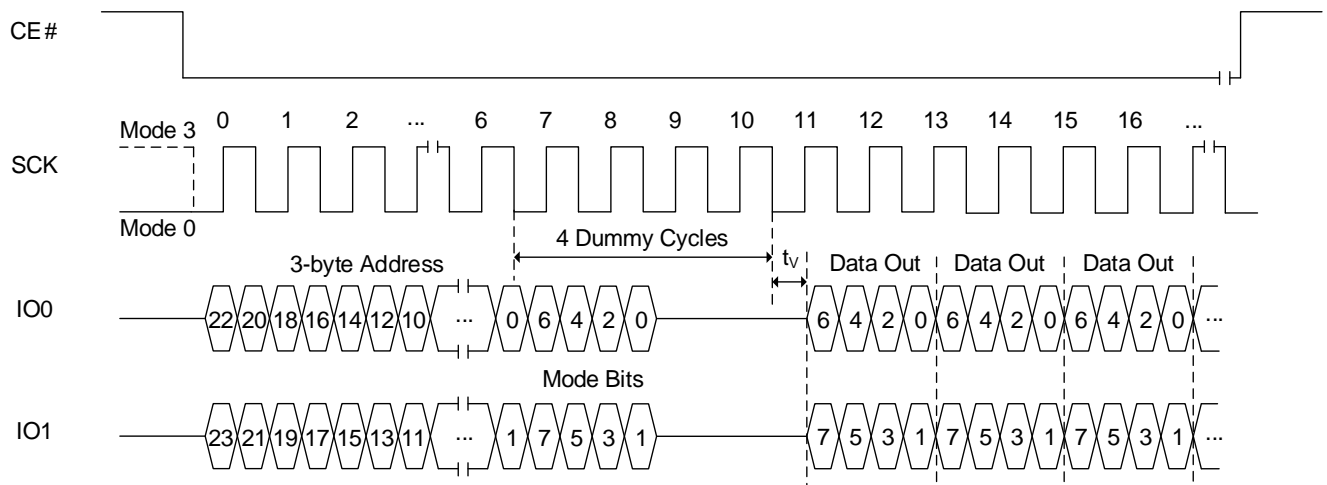 CE#
0 1 2 ... 6 7 8 9 10 11 12 13 14 15 16 ...
Mode 3
SCK
Mode 0
4 Dummy Cycles
3-byte Address tV Data Out Data Out Data Out
IO0 22 20 18 16 14 12 10 ... 0 6 4 2 0 6 4 2 0 6 4 2 0 6 4 2 0 ...
Mode Bits
IO1 23 21 19 17 15 13 11 ... 1 7 5 3 1 7 5 3 1 7 5 3 1 7 5 3 1 ...